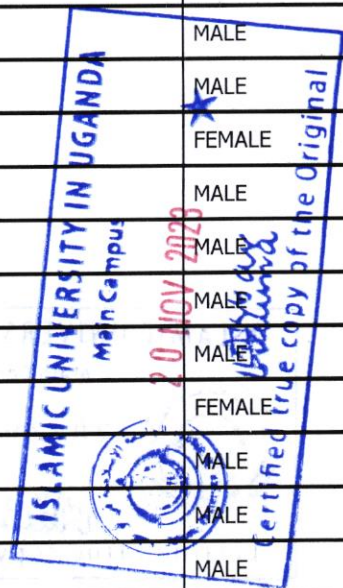 MALE
MALE
FEMALE
MALE
MALE
MALE
MALE
FEMALE
MALE
MALE
MALE
ISLAMIC UNIVERSITY IN UGANDA
Main Campus
20 NOV 2023
Certified true copy of the Original